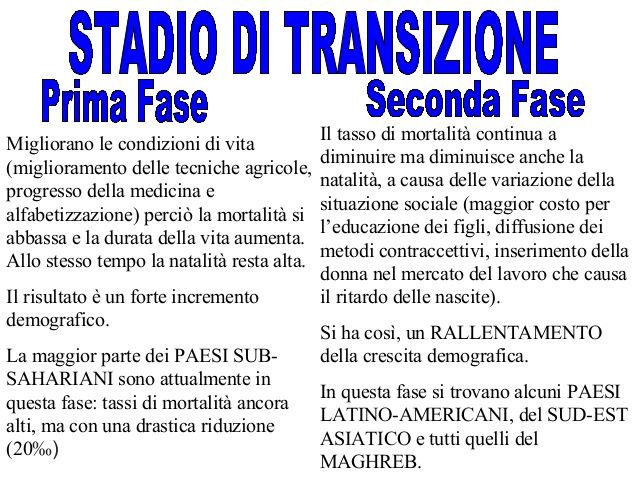 STADIO DI TRANSIZIONE
Prima Fase
Migliorano le condizioni di vita
(miglioramento delle tecniche agricole,
progresso della medicina e
alfabetizzazione) perciò la mortalità si
abbassa e la durata della vita aumenta.
Allo stesso tempo la natalità resta alta.
Il risultato è un forte incremento
demografico.
La maggior parte dei PAESI SUB-
SAHARIANI sono attualmente in
questa fase: tassi di mortalità ancora
alti, ma con una drastica riduzione
(20‰)
Seconda Fase
Il tasso di mortalità continua a
diminuire ma diminuisce anche la
natalità, a causa delle variazione della
situazione sociale (maggior costo per
l’educazione dei figli, diffusione dei
metodi contraccettivi, inserimento della
donna nel mercato del lavoro che causa
il ritardo delle nascite).
Si ha così, un RALLENTAMENTO
della crescita demografica.
In questa fase si trovano alcuni PAESI
LATINO-AMERICANI, del SUD-EST
ASIATICO e tutti quelli del
MAGHREB.